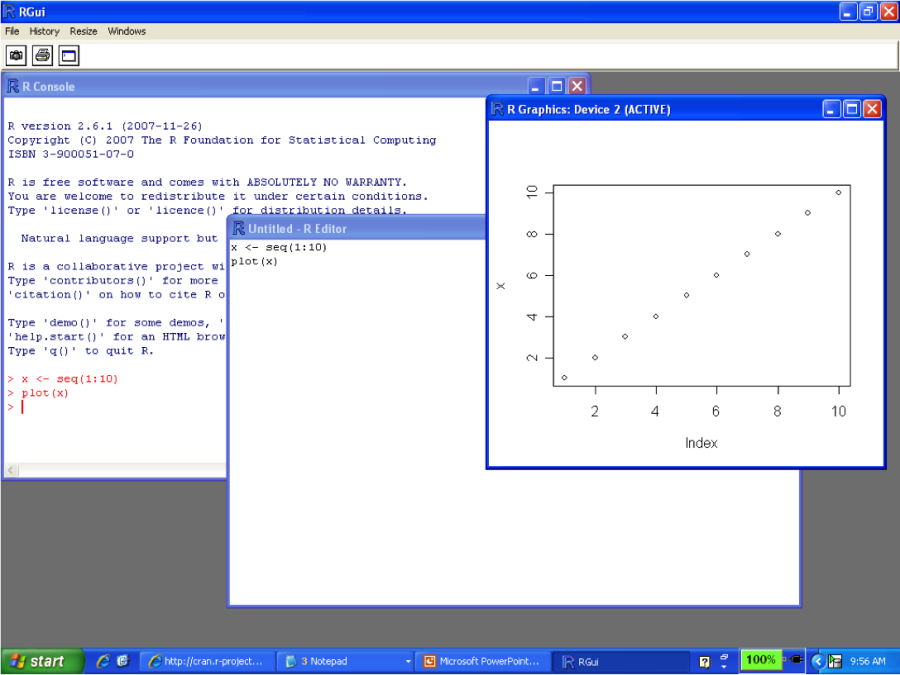 RGui
File History Resize Windows
R Console
R version 2.6.1 (2007-11-26)
Copyright (C) 2007 The R Foundation for Statistical Computing
ISBN 3-900051-07-0
R is free software and comes with ABSOLUTELY NO WARRANTY.
You are welcome to redistribute it under certain conditions.
Type 'license()' or 'licence()' for distribution details.
Natural language support but
R is a collaborative project wi
Type 'contributors()' for more
'citation()' on how to cite R o
Type 'demo()' for some demos, '
'help.start()' for an HTML brow
Type 'q()' to quit R.
> x <- seq(1:10)
> plot(x)
>
Untitled - R Editor
x <- seq(1:10)
plot(x)
R Graphics: Device 2 (ACTIVE)
10
8
6
4
2
x
2 4 6 8 10
Index
start
http://cran.r-project...
3 Notepad
Microsoft PowerPoint...
RGui
100%
9:56 AM